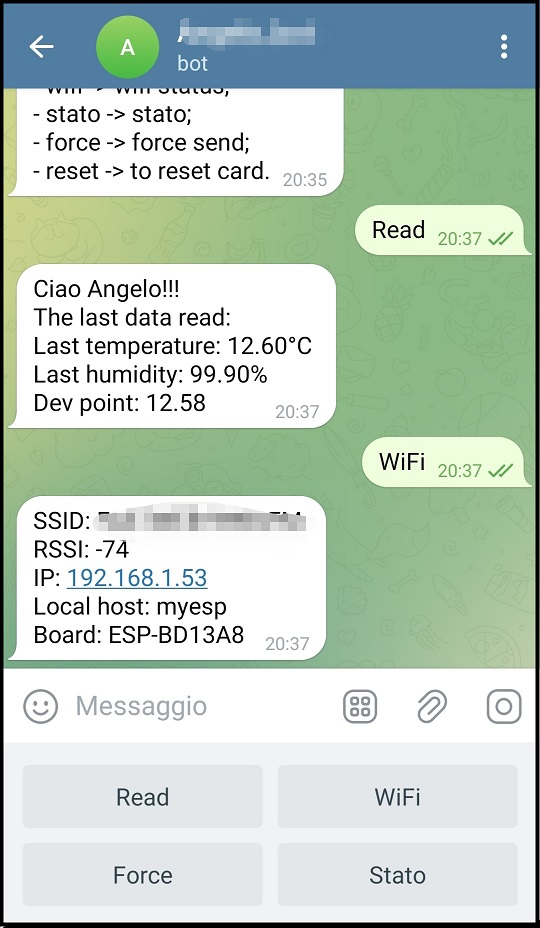 A
bot
- wifi -> wifi status;
- stato -> stato;
- force -> force send;
- reset -> to reset card.
20:35
Read
20:37
Ciao Angelo!!!
The last data read:
Last temperature: 12.60°C
Last humidity: 99.90%
Dev point: 12.58
20:37
WiFi
20:37
SSID:
RSSI: -74
IP: 192.168.1.53
Local host: myesp
Board: ESP-BD13A8
20:37
Messaggio
Read
WiFi
Force
Stato